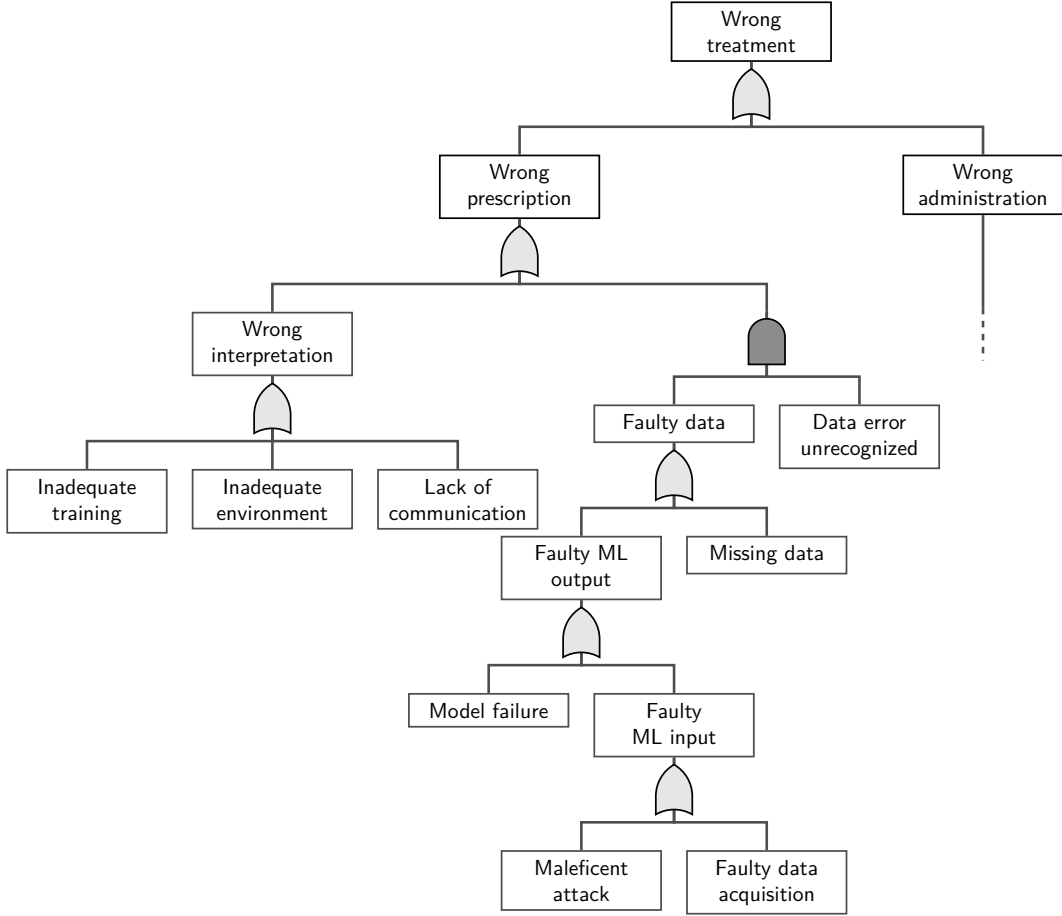 Wrong
treatment
Wrong
prescription
Wrong
administration
Wrong
interpretation
Faulty data
Data error
unrecognized
Inadequate
training
Inadequate
environment
Lack of
communication
Faulty ML
output
Missing data
Model failure
Faulty
ML input
Maleficent
attack
Faulty data
acquisition